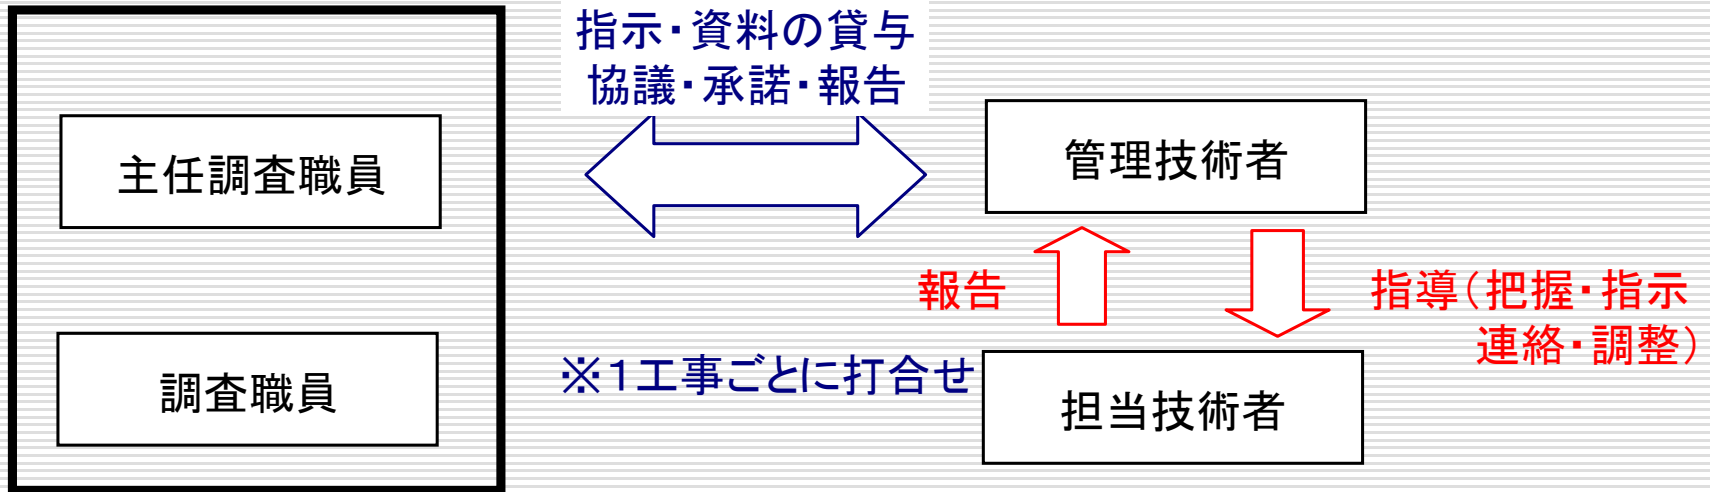 指示・資料の貸与
協議・承諾・報告
主任調査職員
管理技術者
報告
指導(把握・指示
連絡・調整)
※1工事ごとに打合せ
調査職員
担当技術者